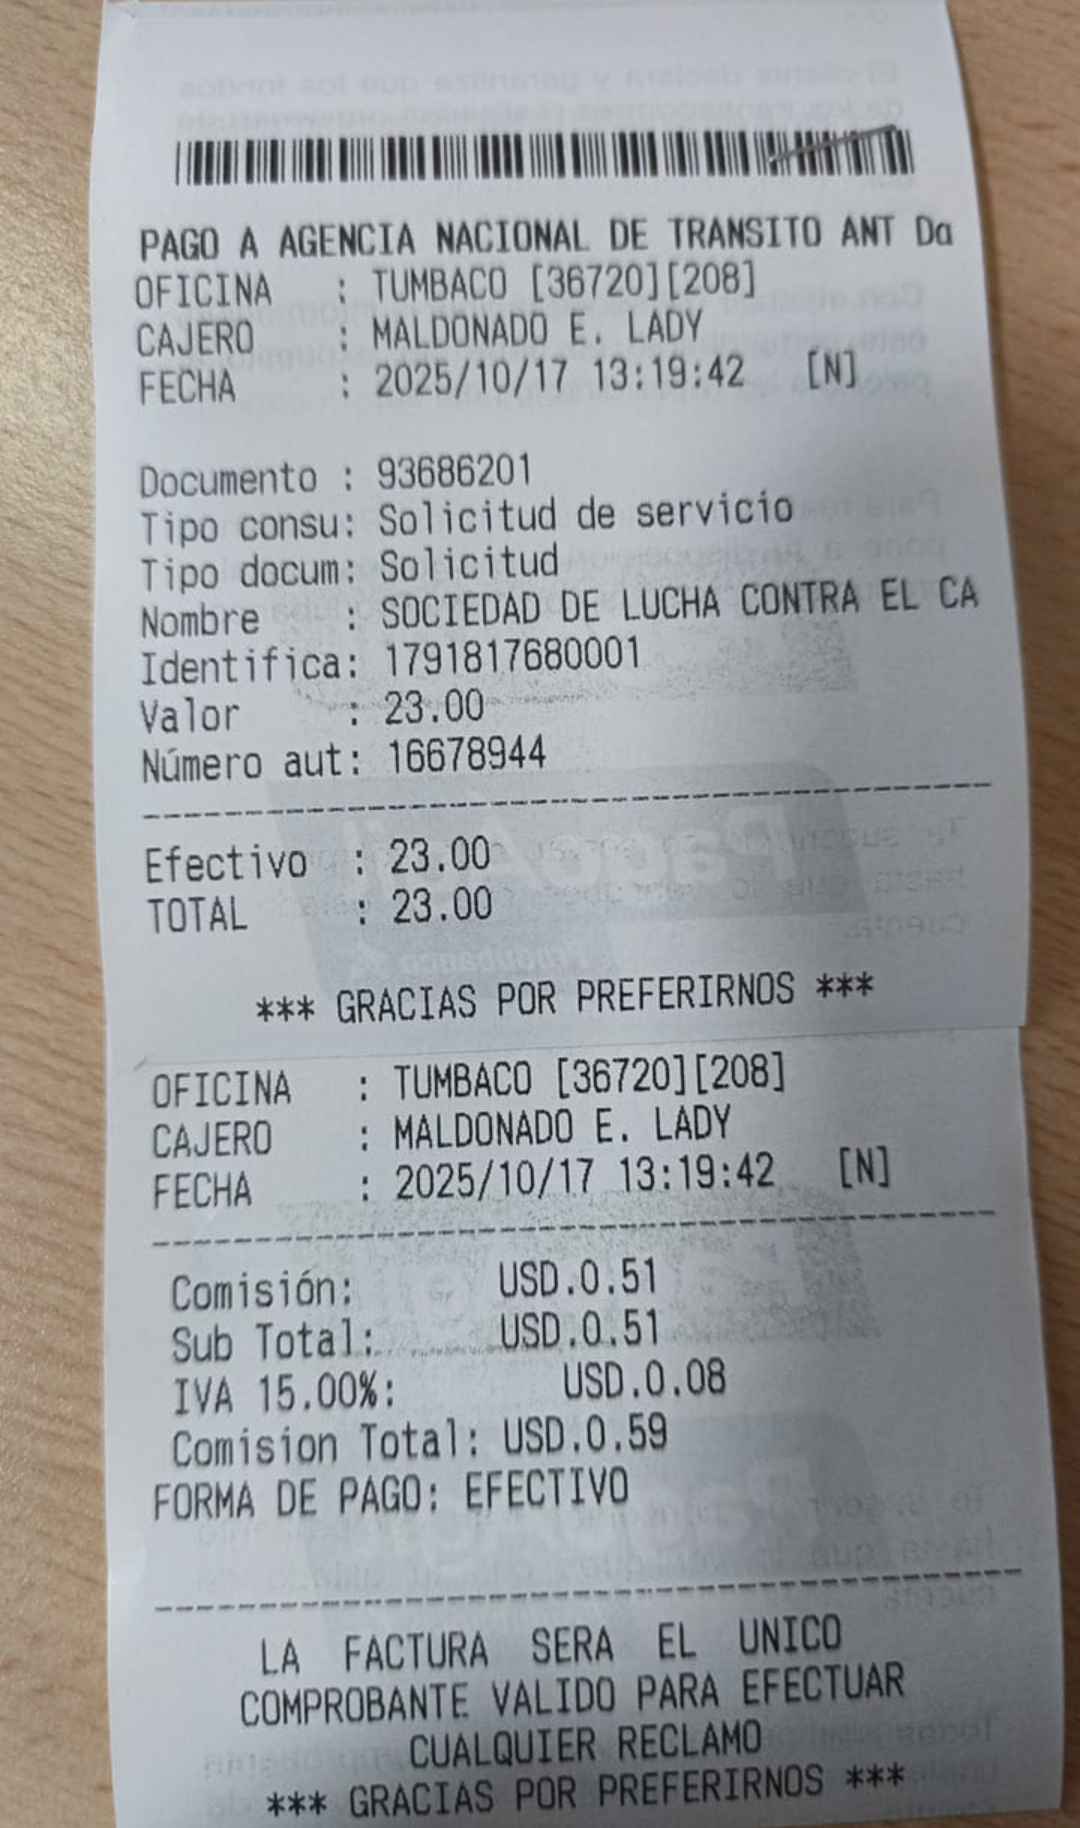 PAGO A AGENCIA NACIONAL DE TRANSITO ANT Da
OFICINA : TUMBACO [36720][208]
CAJERO : MALDONADO E. LADY
FECHA : 2025/10/17 13:19:42 [N]
Documento : 93686201
Tipo consu: Solicitud de servicio
Tipo docum: Solicitud
Nombre : SOCIEDAD DE LUCHA CONTRA EL CA
Identifica: 1791817680001
Valor : 23.00
Número aut: 16678944
Efectivo : 23.00
TOTAL : 23.00
*** GRACIAS POR PREFERIRNOS ***
OFICINA : TUMBACO [36720][208]
CAJERO : MALDONADO E. LADY
FECHA : 2025/10/17 13:19:42 [N]
Comisión: USD.0.51
Sub Total: USD.0.51
IVA 15.00%: USD.0.08
Comision Total: USD.0.59
FORMA DE PAGO: EFECTIVO
LA FACTURA SERA EL UNICO
COMPROBANTE VALIDO PARA EFECTUAR
CUALQUIER RECLAMO
*** GRACIAS POR PREFERIRNOS ***